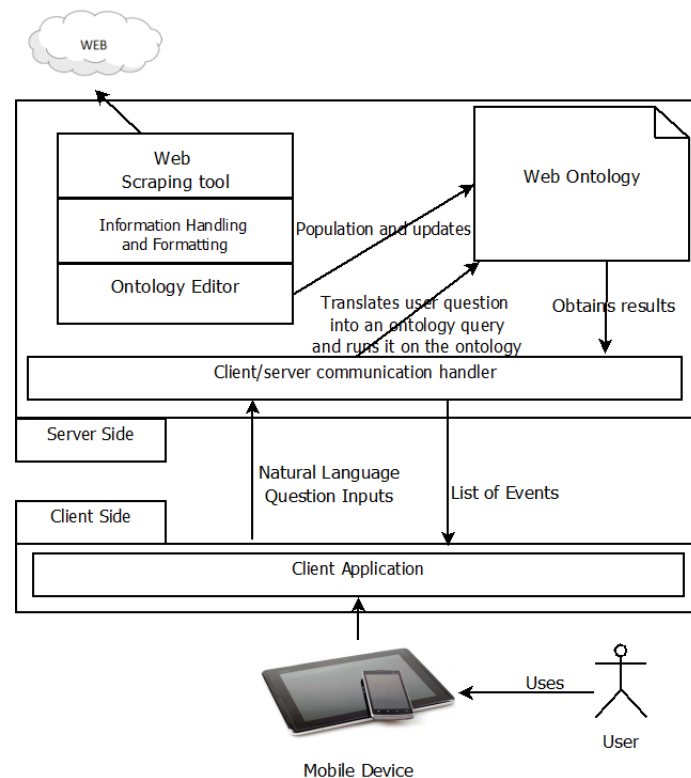 WEB
Web
Scraping tool
Information Handling
and Formatting
Ontology Editor
Population and updates
Web Ontology
Translates user question
into an ontology query
and runs it on the ontology
Obtains results
Client/server communication handler
Server Side
Natural Language
Question Inputs
List of Events
Client Side
Client Application
Uses
User
Mobile Device